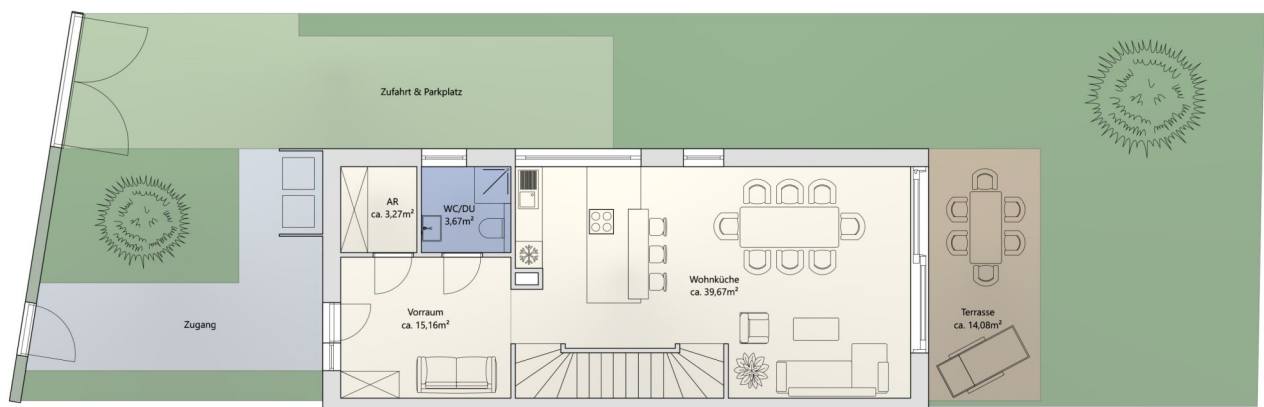 Zufahrt & Parkplatz
AR
ca. 3,27m²
WC/DU
3,67m²
Wohnküche
ca. 39,67m²
Vorraum
ca. 15,16m²
Zugang
Terrasse
ca. 14,08m²